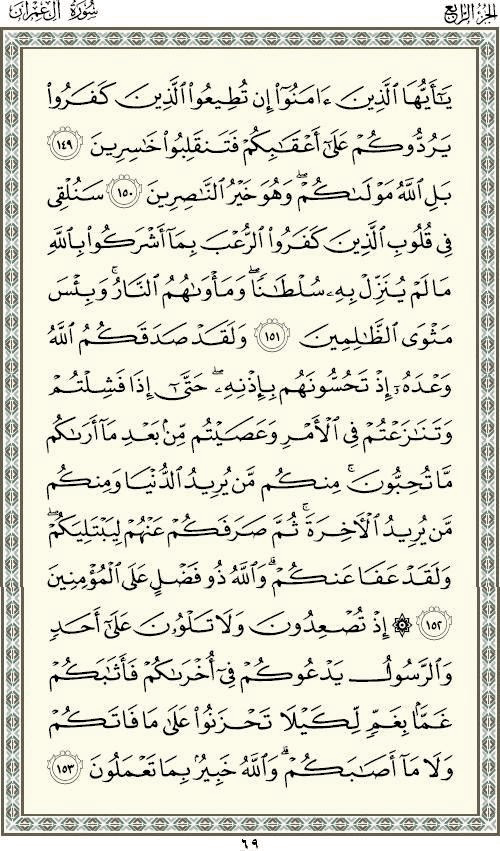 الجزء الرابع سورة آل عمران
يَٰٓأَيُّهَا ٱلَّذِينَ ءَامَنُوٓا۟ إِن تُطِيعُوا۟ ٱلَّذِينَ كَفَرُوا۟
يَرُدُّوكُمْ عَلَىٰٓ أَعْقَٰبِكُمْ فَتَنقَلِبُوا۟ خَٰسِرِينَ ١٤٩
بَلِ ٱللَّهُ مَوْلَىٰكُمْ ۖ وَهُوَ خَيْرُ ٱلنَّٰصِرِينَ ١٥٠ سَنُلْقِى
فِى قُلُوبِ ٱلَّذِينَ كَفَرُوا۟ ٱلرُّعْبَ بِمَآ أَشْرَكُوا۟ بِٱللَّهِ
مَا لَمْ يُنَزِّلْ بِهِۦ سُلْطَٰنًا ۖ وَمَأْوَىٰهُمُ ٱلنَّارُ ۚ وَبِئْسَ
مَثْوَى ٱلظَّٰلِمِينَ ١٥١ وَلَقَدْ صَدَقَكُمُ ٱللَّهُ
وَعْدَهُۥٓ إِذْ تَحُسُّونَهُم بِإِذْنِهِۦ ۖ حَتَّىٰٓ إِذَا فَشِلْتُمْ
وَتَنَٰزَعْتُمْ فِى ٱلْأَمْرِ وَعَصَيْتُم مِّنۢ بَعْدِ مَآ أَرَىٰكُم
مَّا تُحِبُّونَ ۚ مِنكُم مَّن يُرِيدُ ٱلدُّنْيَا وَمِنكُم
مَّن يُرِيدُ ٱلْءَاخِرَةَ ۚ ثُمَّ صَرَفَكُمْ عَنْهُمْ لِيَبْتَلِيَكُمْ ۖ
وَلَقَدْ عَفَا عَنكُمْ ۗ وَٱللَّهُ ذُو فَضْلٍ عَلَى ٱلْمُؤْمِنِينَ
١٥٢ ۞ إِذْ تُصْعِدُونَ وَلَا تَلْوُۥنَ عَلَىٰٓ أَحَدٍ
وَٱلرَّسُولُ يَدْعُوكُمْ فِىٓ أُخْرَىٰكُمْ فَأَثَٰبَكُمْ
غَمًّۢا بِغَمٍّ لِّكَيْلَا تَحْزَنُوا۟ عَلَىٰ مَا فَاتَكُمْ
وَلَا مَآ أَصَٰبَكُمْ ۗ وَٱللَّهُ خَبِيرٌۢ بِمَا تَعْمَلُونَ ١٥٣
٦٩